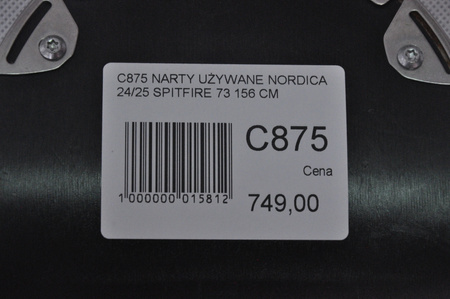 C875 NARTY UŻYWANE NORDICA
24/25 SPITFIRE 73 156 CM
C875
Cena
1 000000 015812
749,00